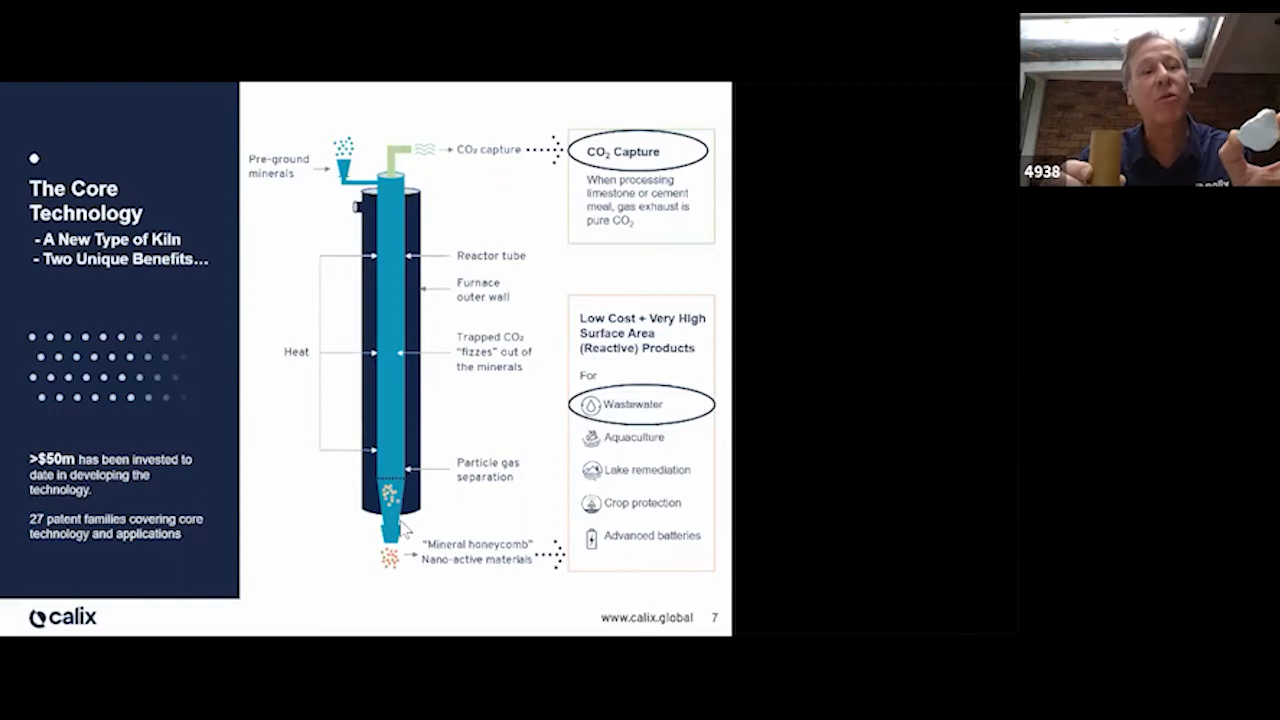 The Core
Technology
- A New Type of Kiln
- Two Unique Benefits...
>$50m has been invested to
date in developing the
technology.
27 patent families covering core
technology and applications
calix
Pre-ground
minerals
CO₂ capture
Reactor tube
Furnace
outer wall
Heat
Trapped CO₂
“fizzes” out of
the minerals
Particle gas
separation
“Mineral honeycomb”
Nano-active materials
CO₂ Capture
When processing
limestone or cement
meal, gas exhaust is
pure CO₂
Low Cost + Very High
Surface Area
(Reactive) Products
For
Wastewater
Aquaculture
Lake remediation
Crop protection
Advanced batteries
www.calix.global 7
4938
calix